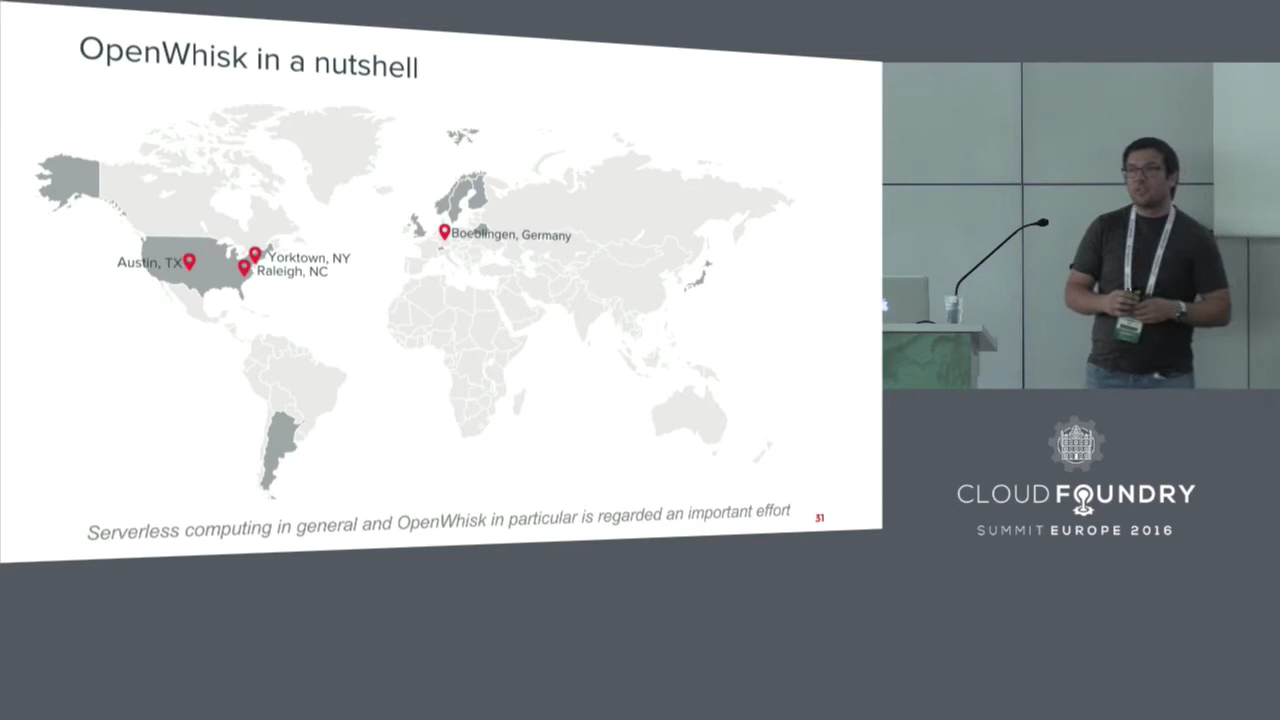 OpenWhisk in a nutshell
Boeblingen, Germany
Yorktown, NY
Austin, TX
Raleigh, NC
Serverless computing in general and OpenWhisk in particular is regarded an important effort
31
CLOUD FOUNDRY
SUMMIT EUROPE 2016